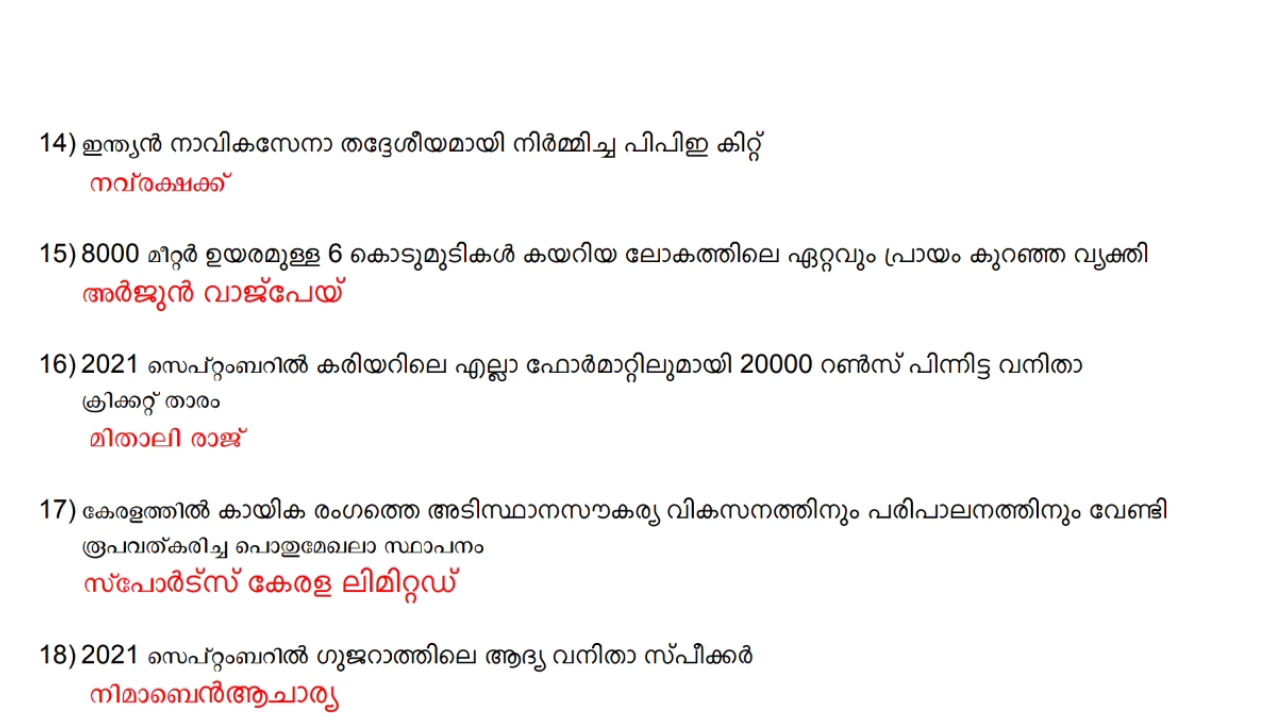 14) ഇന്ത്യൻ നാവികസേനാ തദ്ദേശീയമായി നിർമ്മിച്ച പിപിഇ കിറ്റ്
നവ്രക്ഷക്ക്
15) 8000 മീറ്റർ ഉയരമുള്ള 6 കൊടുമുടികൾ കയറിയ ലോകത്തിലെ ഏറ്റവും പ്രായം കുറഞ്ഞ വ്യക്തി
അർജുൻ വാജ്പേയ്
16) 2021 സെപ്റ്റംബറിൽ കരിയറിലെ എല്ലാ ഫോർമാറ്റിലുമായി 20000 റൺസ് പിന്നിട്ട വനിതാ
ക്രിക്കറ്റ് താരം
മിതാലി രാജ്
17) കേരളത്തിൽ കായിക രംഗത്തെ അടിസ്ഥാനസൗകര്യ വികസനത്തിനും പരിപാലനത്തിനും വേണ്ടി
രൂപവത്കരിച്ച പൊതുമേഖലാ സ്ഥാപനം
സ്പോർട്സ് കേരള ലിമിറ്റഡ്
18) 2021 സെപ്റ്റംബറിൽ ഗുജറാത്തിലെ ആദ്യ വനിതാ സ്പീക്കർ
നിമാബെൻആചാര്യ